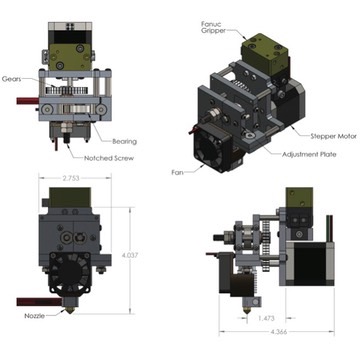 Fanuc
Gripper
Gears
Bearing
Notched Screw
Stepper Motor
Adjustment Plate
Fan
2.753
4.037
Nozzle
1.473
4.366